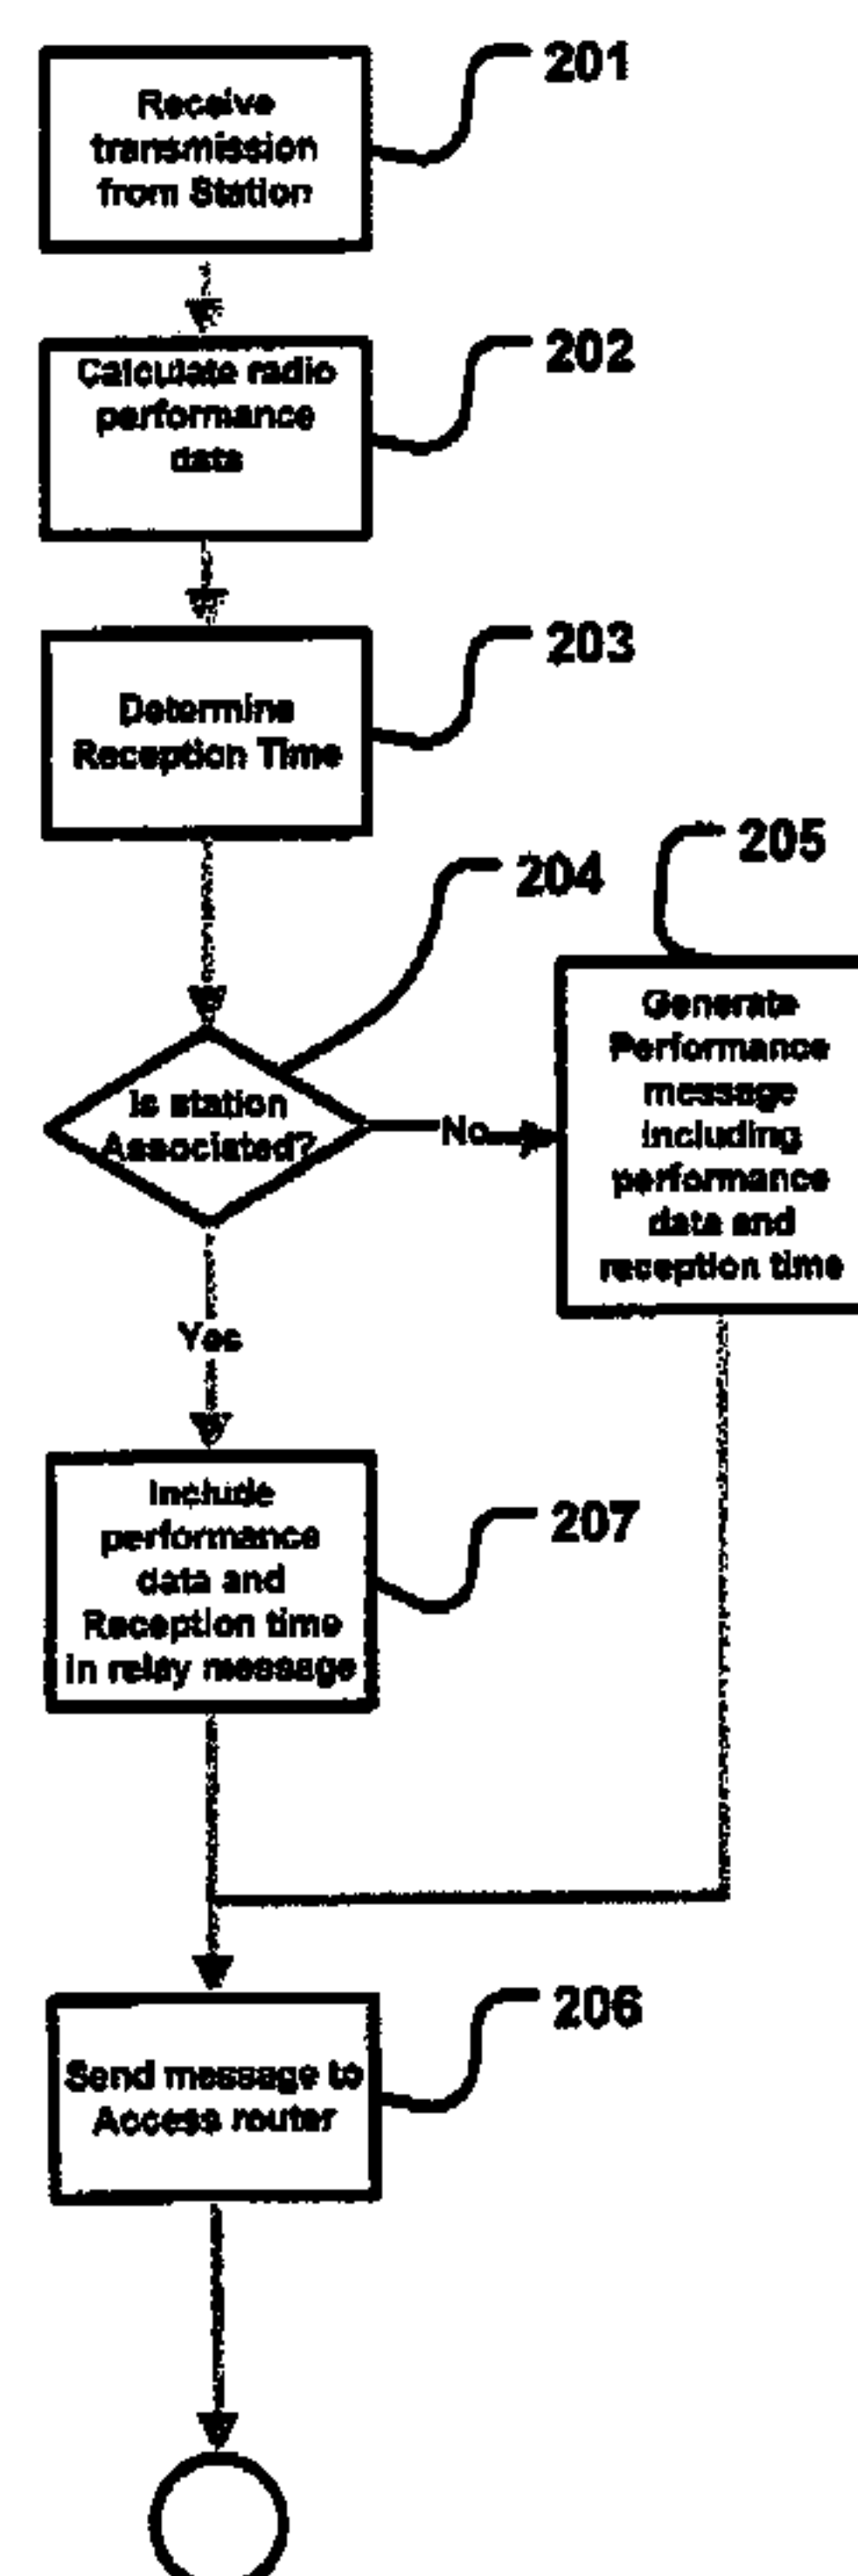 201
Receive
transmission
from Station
202
Calculate radio
performance
data
203
Determine
Reception Time
204
205
Is station
Associated?
No
Generate
Performance
message
including
performance
data and
reception time
Yes
207
Include
performance
data and
Reception time
in relay message
206
Send message to
Access router